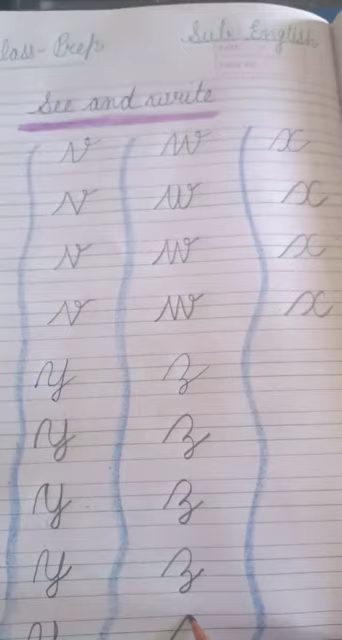 Class-Prep Sub English
See and write
v w x
v w x
v w x
v w x
y z
y z
y z
y z
y